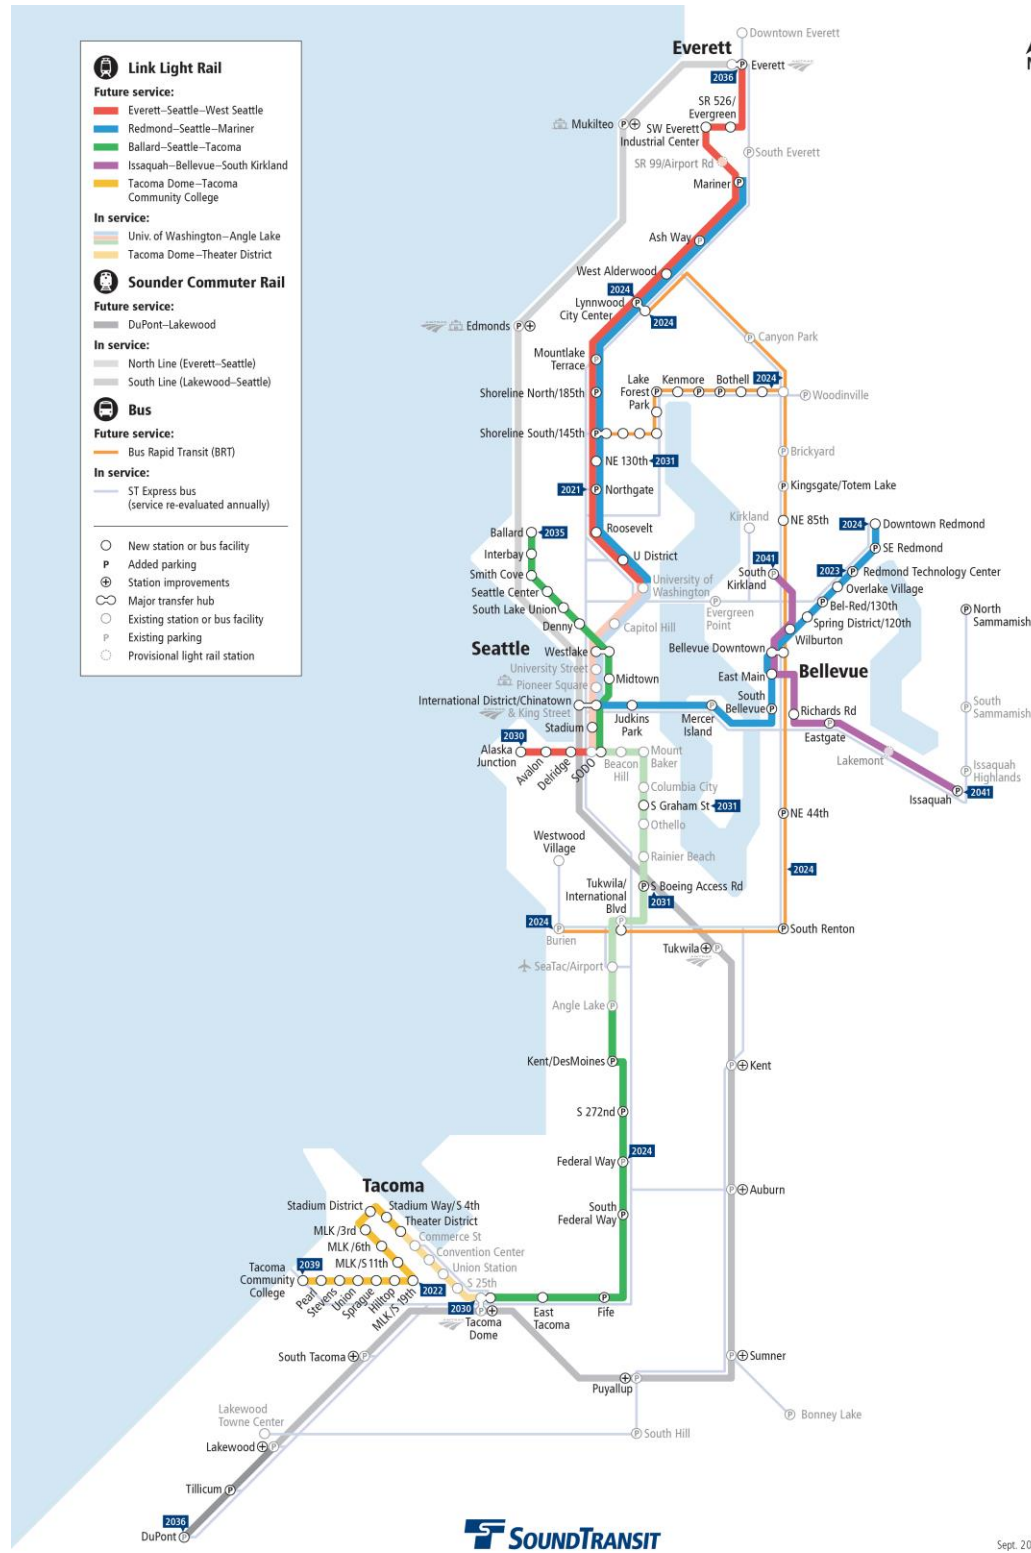 Link Light Rail
Future service:
Everett–Seattle–West Seattle
Redmond–Seattle–Mariner
Ballard–Seattle–Tacoma
Issaquah–Bellevue–South Kirkland
Tacoma Dome–Tacoma
Community College
In service:
Univ. of Washington–Angle Lake
Tacoma Dome–Theater District
Sounder Commuter Rail
Future service:
DuPont–Lakewood
In service:
North Line (Everett–Seattle)
South Line (Lakewood–Seattle)
Bus
Future service:
Bus Rapid Transit (BRT)
In service:
ST Express bus
(service re-evaluated annually)
New station or bus facility
P Added parking
Station improvements
Major transfer hub
Existing station or bus facility
P Existing parking
Provisional light rail station
Downtown Everett
Everett
Everett
2036
SR 526/
Evergreen
Mukilteo
SW Everett
Industrial Center
South Everett
SR 99/Airport Rd
Mariner
Ash Way
West Alderwood
2024
Lynnwood
City Center
2024
Edmonds
Canyon Park
Mountlake
Terrace
Lake
Forest
Park
Kenmore
Bothell
2024
Woodinville
Shoreline North/185th
Shoreline South/145th
Brickyard
NE 130th
2031
2021
Northgate
Kingsgate/Totem Lake
Ballard
2035
Roosevelt
Kirkland
NE 85th
2024
Downtown Redmond
Interbay
U District
2041
SE Redmond
Smith Cove
South
Kirkland
2023
Redmond Technology Center
Seattle Center
University of
Washington
Overlake Village
South Lake Union
Evergreen
Point
Bel-Red/130th
North
Sammamish
Denny
Capitol Hill
Spring District/120th
Wilburton
Seattle
Westlake
Bellevue Downtown
University Street
Bellevue
Pioneer Square
Midtown
East Main
International District/Chinatown
& King Street
South
Bellevue
South
Sammamish
Stadium
Judkins
Park
Mercer
Island
Richards Rd
Eastgate
2030
Alaska
Junction
Avalon
Delridge
SODO
Beacon
Hill
Mount
Baker
Lakemont
Issaquah
Highlands
Columbia City
Issaquah
2041
S Graham St
2031
NE 44th
Othello
Westwood
Village
Rainier Beach
2024
Tukwila/
International
Blvd
S Boeing Access Rd
2031
2024
Burien
South Renton
Tukwila
SeaTac/Airport
Angle Lake
Kent/DesMoines
Kent
S 272nd
Federal Way
2024
Auburn
South
Federal Way
Tacoma
Stadium District
Stadium Way/S 4th
Theater District
MLK /3rd
Commerce St
MLK /6th
Convention Center
MLK/S 11th
Union Station
S 25th
2039
Tacoma
Community
College
Pearl
Stevens
Union
Sprague
Hilltop
MLK/S 19th
2022
2030
Tacoma
Dome
East
Tacoma
Fife
South Tacoma
Sumner
Puyallup
Lakewood
Towne Center
Bonney Lake
South Hill
Lakewood
Tillicum
2036
DuPont
SOUNDTRANSIT